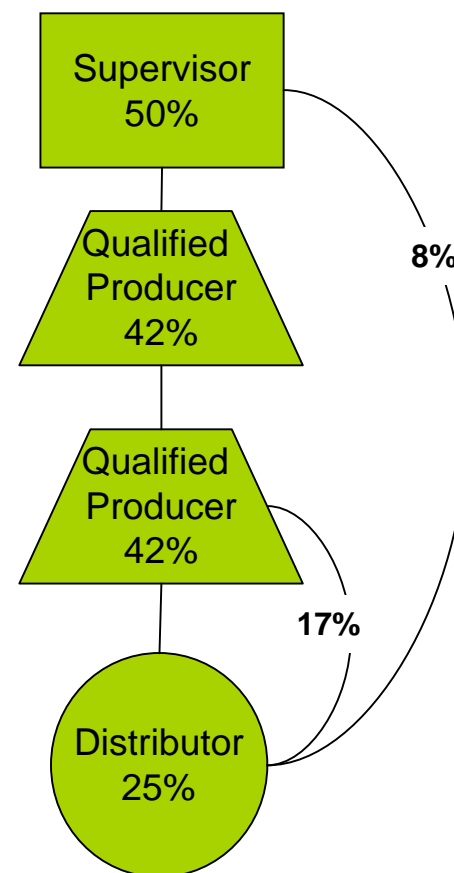 Supervisor
50%
8%
Qualified
Producer
42%
Qualified
Producer
42%
17%
Distributor
25%